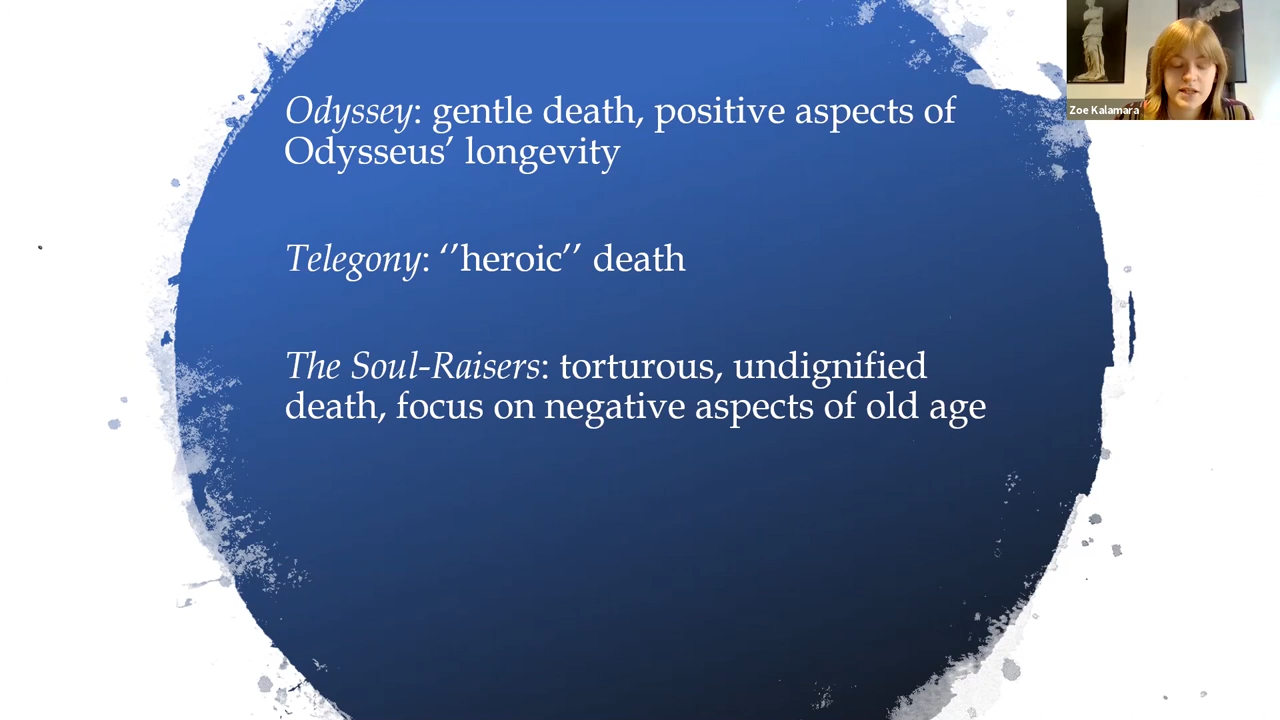 Odyssey: gentle death, positive aspects of
Odysseus’ longevity
Telegony: ‘’heroic’’ death
The Soul-Raisers: torturous, undignified
death, focus on negative aspects of old age
Zoe Kalamara